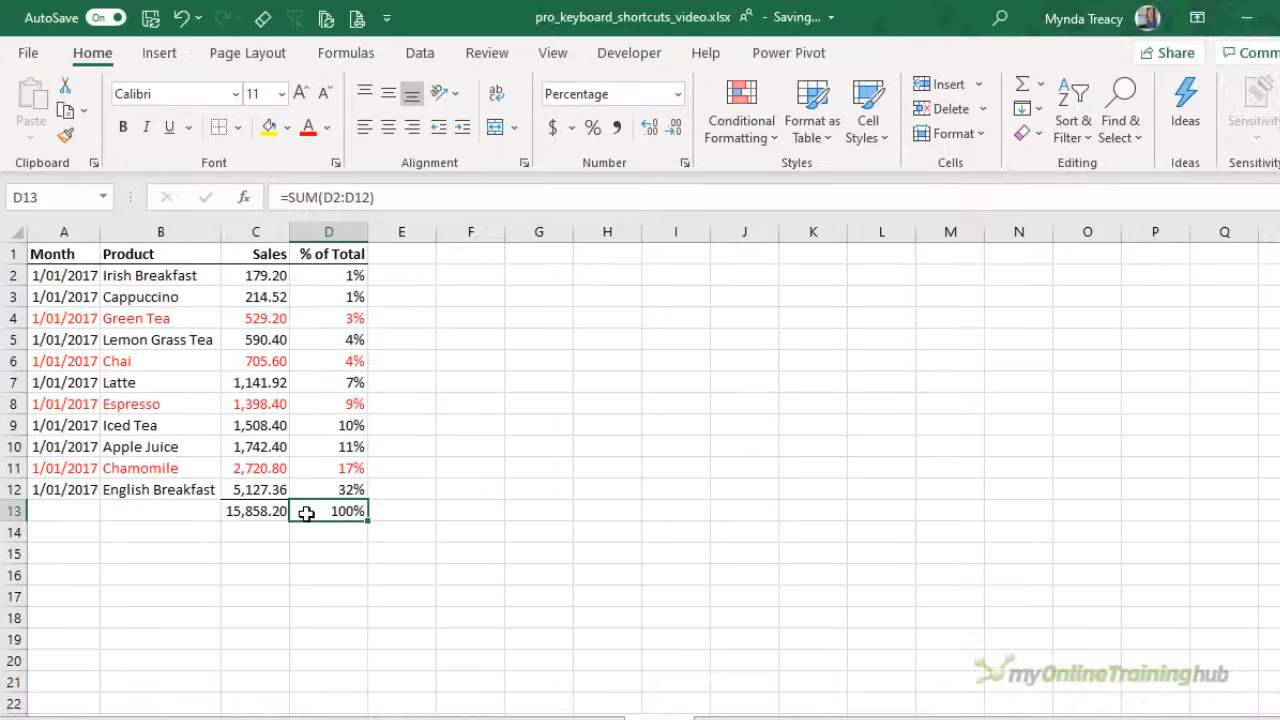 AutoSave On pro_keyboard_shortcuts_video.xlsx - Saving... Mynda Treacy
File Home Insert Page Layout Formulas Data Review View Developer Help Power Pivot Share Comm
Paste Calibri 11 A A ab Percentage Conditional Formatting Format as Table Cell Styles Insert Delete Format Sort & Filter Find & Select Ideas Sensitivity
B I U A $ % 9
Clipboard Font Alignment Number Styles Cells Editing Ideas Sensitivity
D13 fx =SUM(D2:D12)
A B C D E F G H I J K L M N O P Q
1 Month Product Sales % of Total
2 1/01/2017 Irish Breakfast 179.20 1%
3 1/01/2017 Cappuccino 214.52 1%
4 1/01/2017 Green Tea 529.20 3%
5 1/01/2017 Lemon Grass Tea 590.40 4%
6 1/01/2017 Chai 705.60 4%
7 1/01/2017 Latte 1,141.92 7%
8 1/01/2017 Espresso 1,398.40 9%
9 1/01/2017 Iced Tea 1,508.40 10%
10 1/01/2017 Apple Juice 1,742.40 11%
11 1/01/2017 Chamomile 2,720.80 17%
12 1/01/2017 English Breakfast 5,127.36 32%
13 15,858.20 100%
14
15
16
17
18
19
20
21
22
myOnlineTraininghub